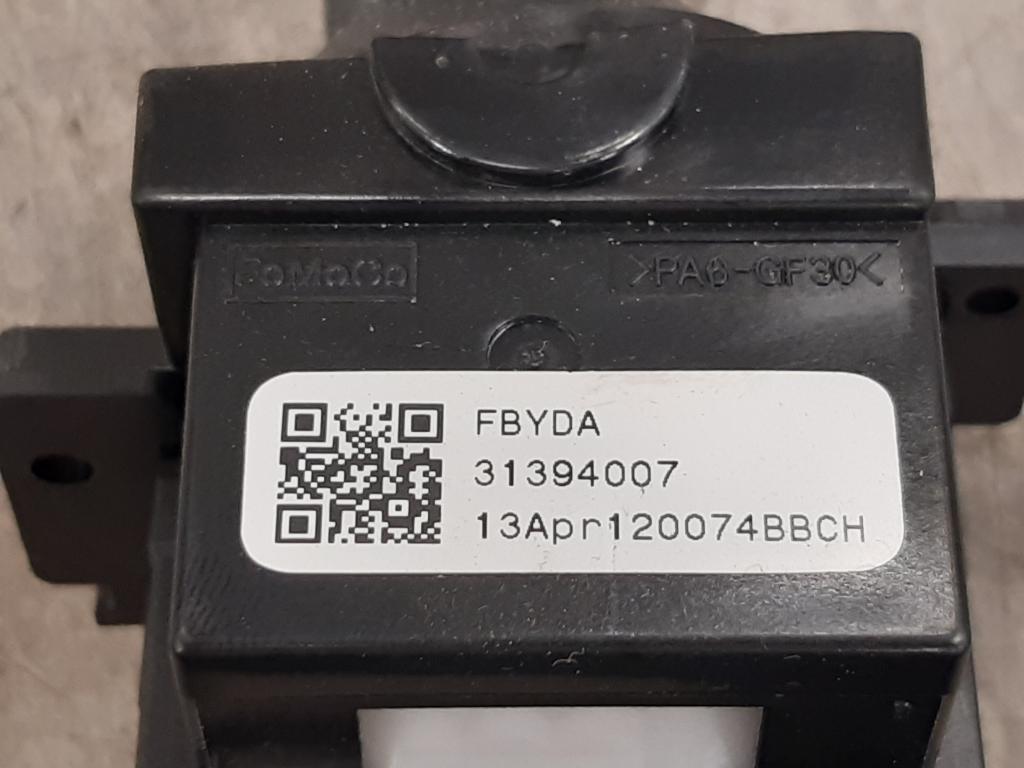 FoMoCo
>PA6-GF30<
FBYDA
31394007
13Apr120074BBCH